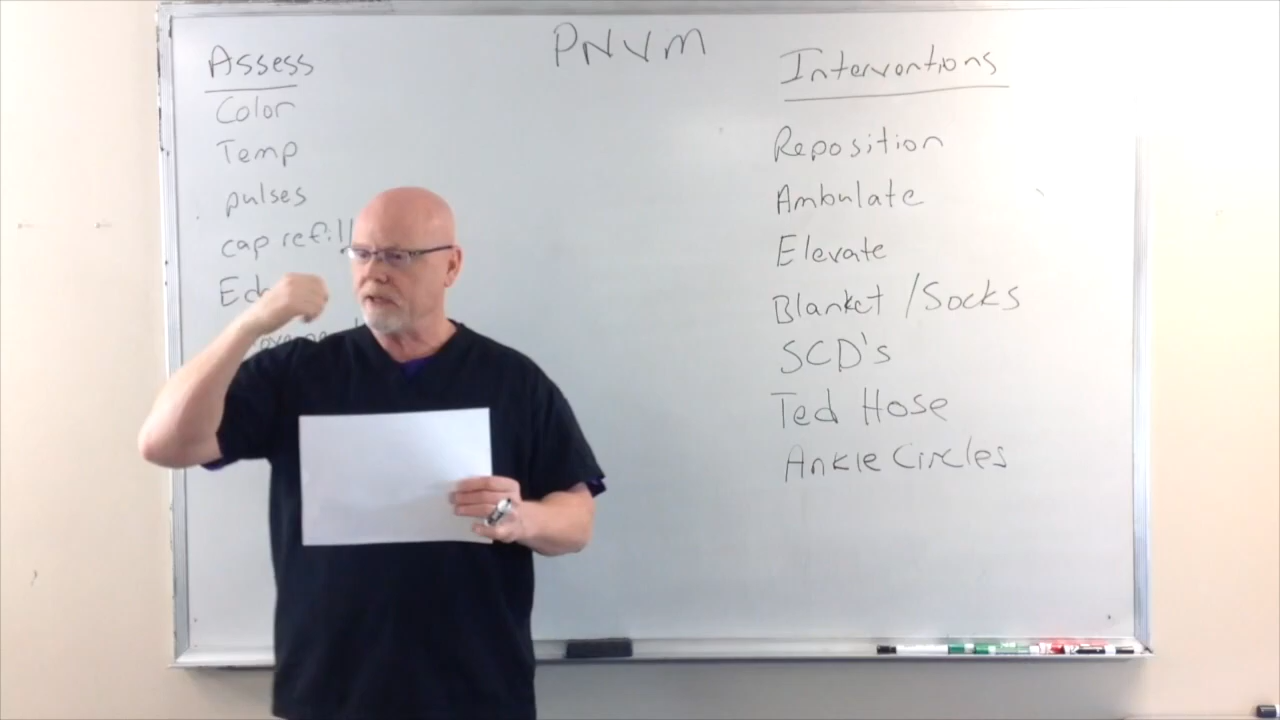 PNVM
Assess
Color
Temp
pulses
cap refill
Interventions
Reposition
Ambulate
Elevate
Blanket / Socks
SCD's
Ted Hose
Ankle Circles